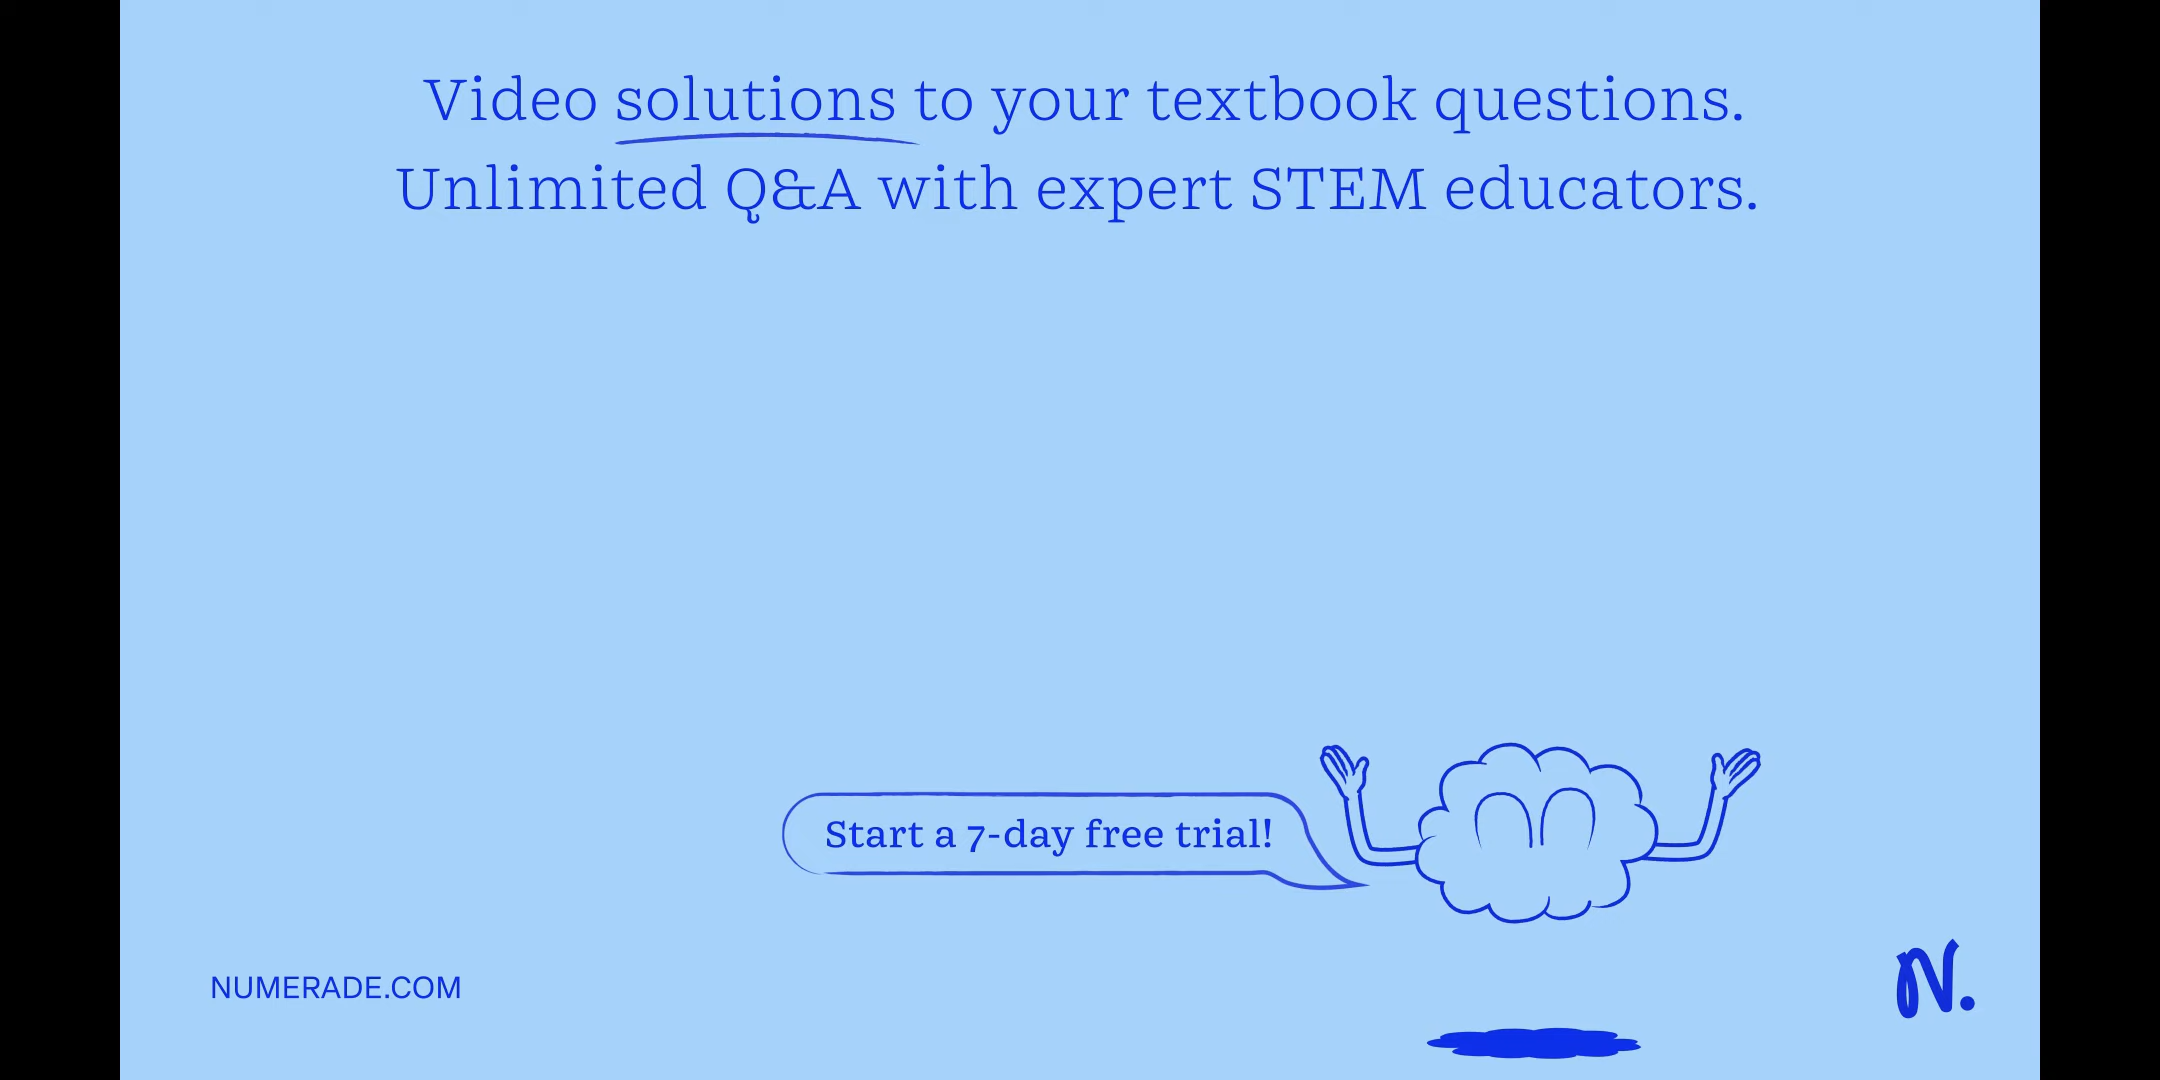 Video solutions to your textbook questions.
Unlimited Q&A with expert STEM educators.
Start a 7-day free trial!
NUMERADE.COM
N.